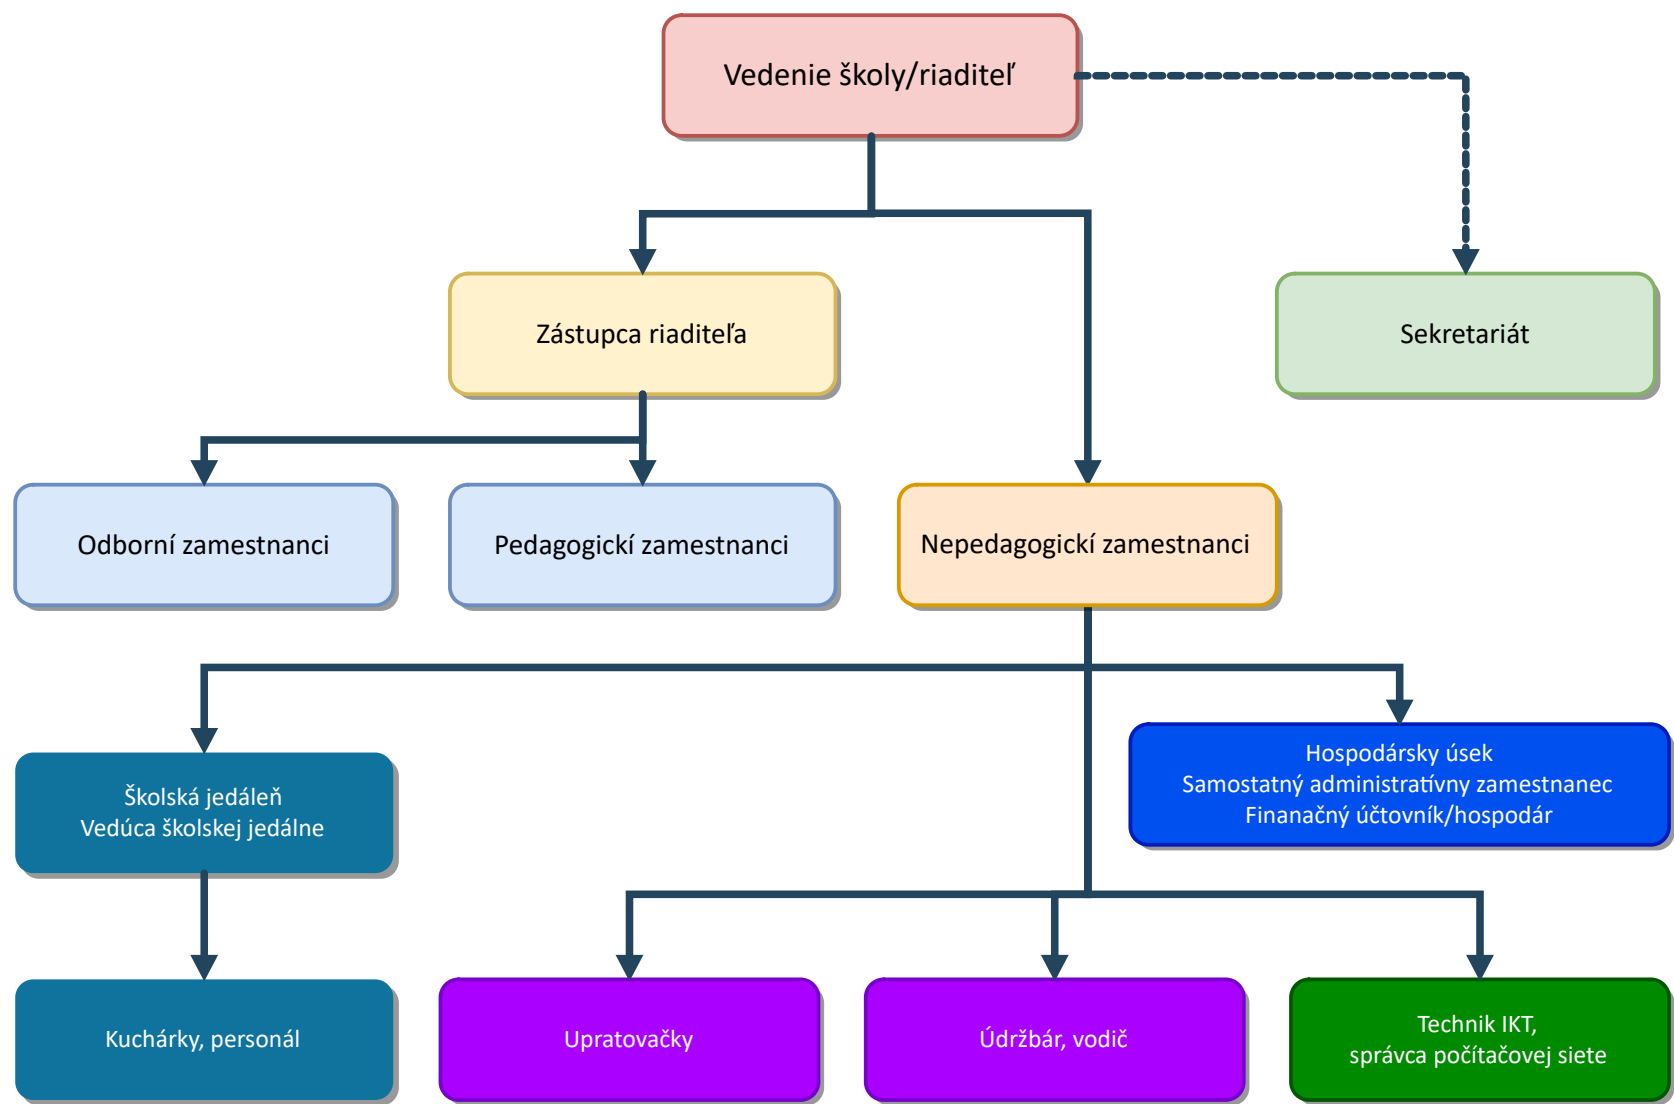 Vedenie školy/riaditeľ
Zástupca riaditeľa
Sekretariát
Odborní zamestnanci
Pedagogickí zamestnanci
Nepedagogickí zamestnanci
Školská jedáleň
Vedúca školskej jedálne
Hospodársky úsek
Samostatný administratívny zamestnanec
Finanačný účtovník/hospodár
Kuchárky, personál
Upratovačky
Údržbár, vodič
Technik IKT,
správca počítačovej siete